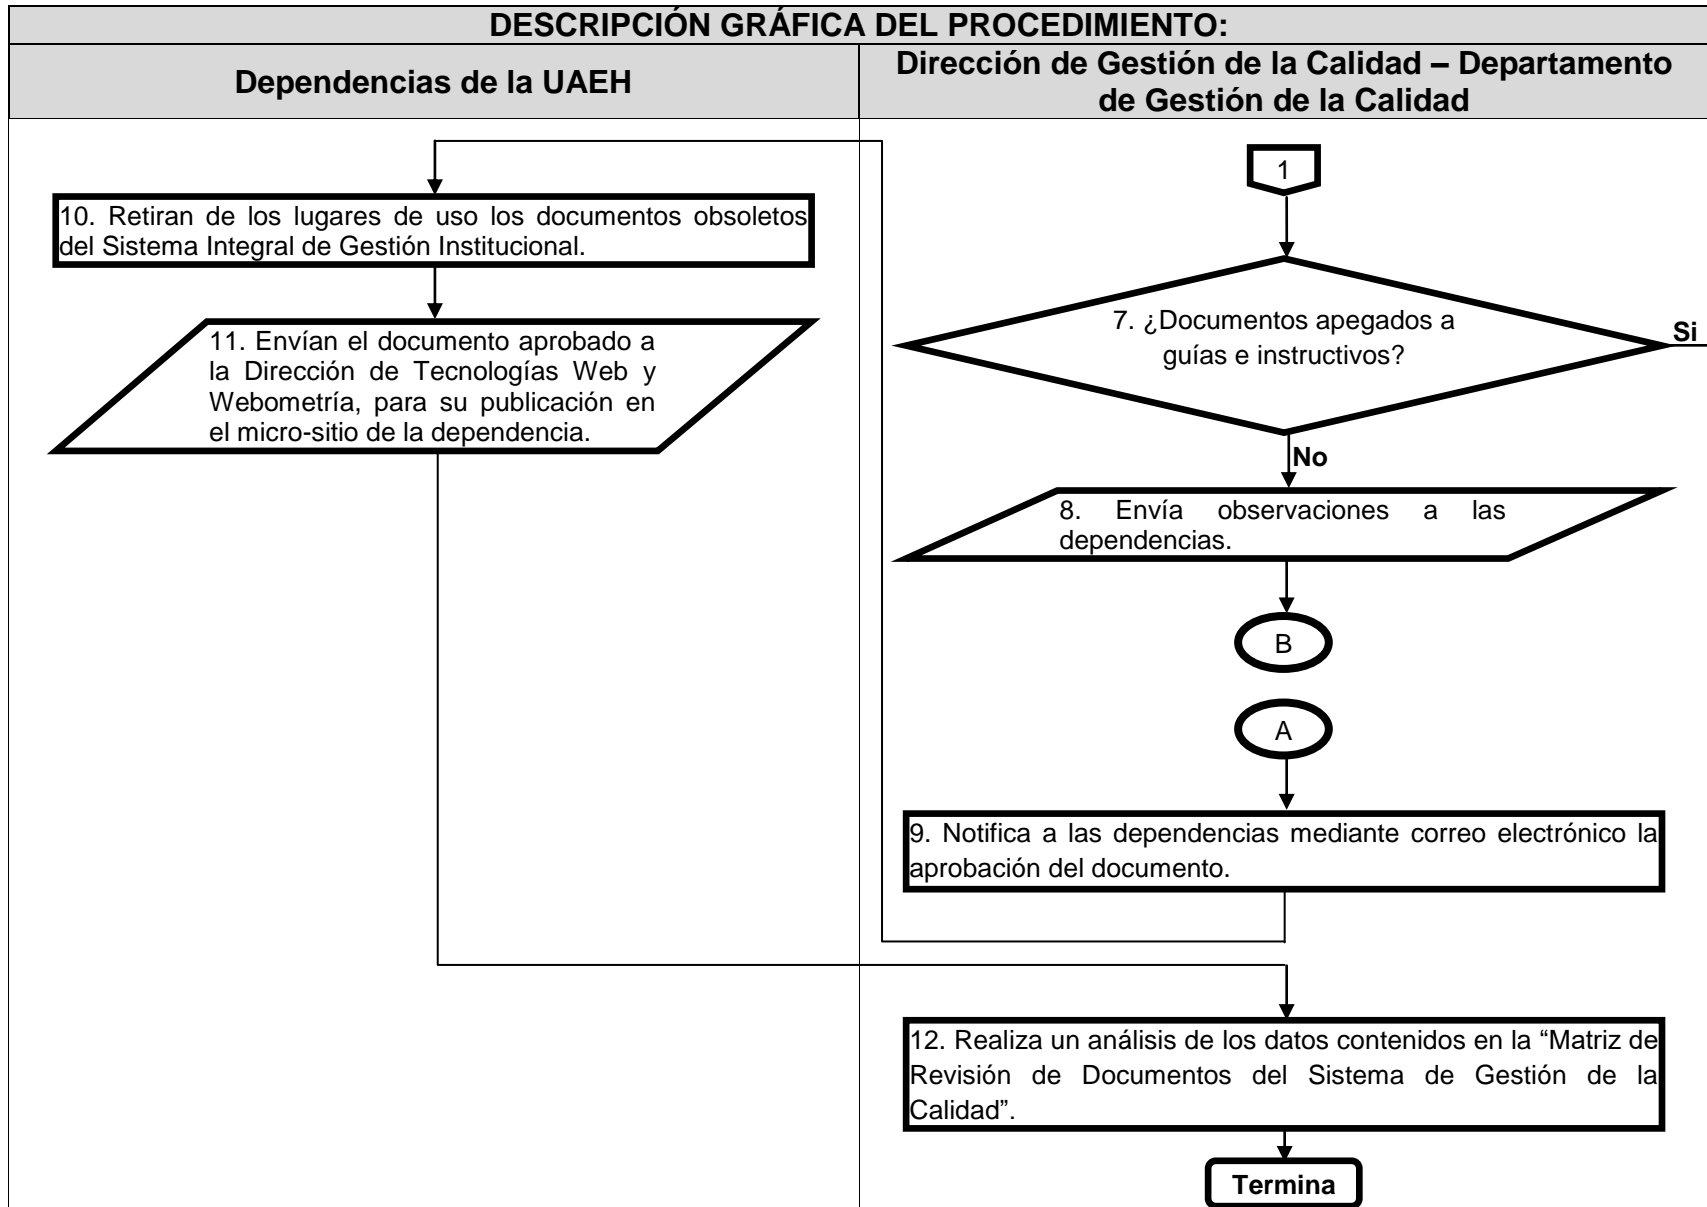 DESCRIPCIÓN GRÁFICA DEL PROCEDIMIENTO:
Dependencias de la UAEH
Dirección de Gestión de la Calidad – Departamento
de Gestión de la Calidad
1
7. ¿Documentos apegados a
guías e instructivos?
Si
No
8. Envía observaciones a las
dependencias.
B
A
9. Notifica a las dependencias mediante correo electrónico la
aprobación del documento.
10. Retiran de los lugares de uso los documentos obsoletos
del Sistema Integral de Gestión Institucional.
11. Envían el documento aprobado a
la Dirección de Tecnologías Web y
Webometría, para su publicación en
el micro-sitio de la dependencia.
12. Realiza un análisis de los datos contenidos en la “Matriz de
Revisión de Documentos del Sistema de Gestión de la
Calidad”.
Termina